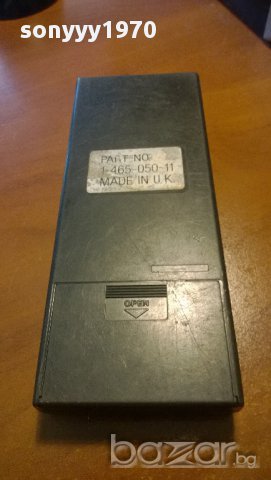 sonyyy1970
PART NO.
1-465-050-11
MADE IN U.K.
OPEN
Bazar.bg